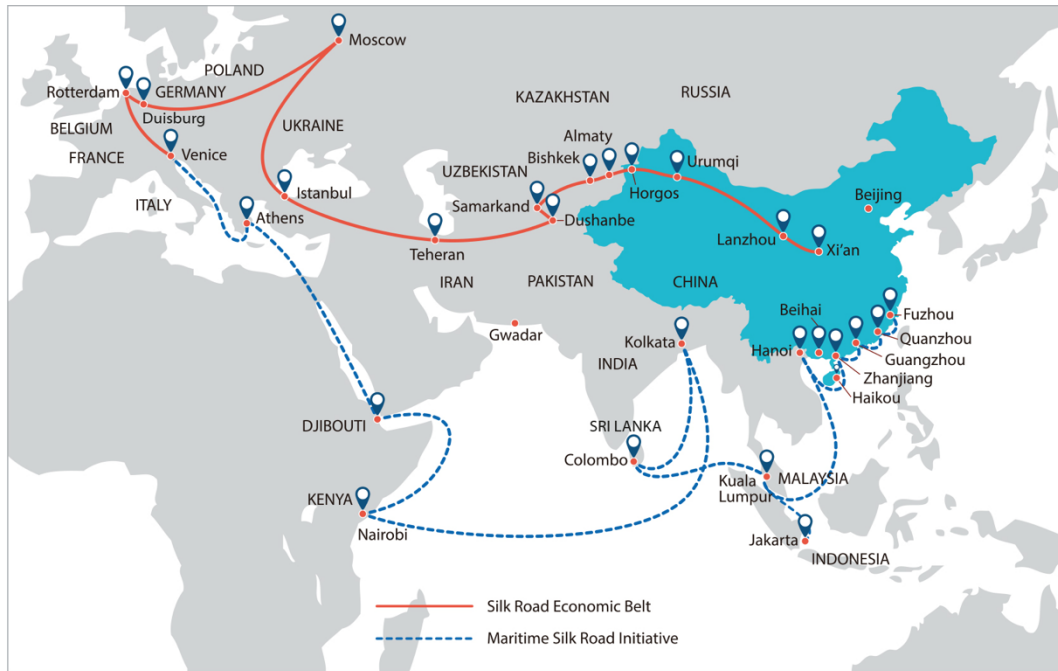 Moscow
POLAND
Rotterdam
GERMANY
Duisburg
BELGIUM
FRANCE
Venice
UKRAINE
KAZAKHSTAN
RUSSIA
Almaty
Bishkek
Urumqi
UZBEKISTAN
Horgos
Istanbul
ITALY
Athens
Samarkand
Dushanbe
Beijing
Lanzhou
Xi'an
Teheran
IRAN
PAKISTAN
CHINA
Gwadar
Beihai
Fuzhou
Kolkata
Hanoi
Quanzhou
INDIA
Guangzhou
Zhanjiang
Haikou
DJIBOUTI
SRI LANKA
Colombo
Kuala
Lumpur
MALAYSIA
KENYA
Nairobi
Jakarta
INDONESIA
Silk Road Economic Belt
Maritime Silk Road Initiative